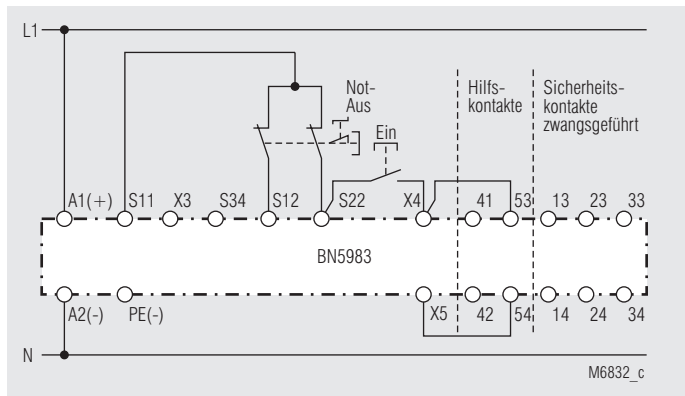 L1
Not-
Aus
Hilfs-
kontakte
Sicherheits-
kontakte
zwangsgeführt
Ein
A1(+) S11 X3 S34 S12 S22 X4 41 53 13 23 33
BN5983
A2(-) PE(-) X5 42 54 14 24 34
N
M6832_c